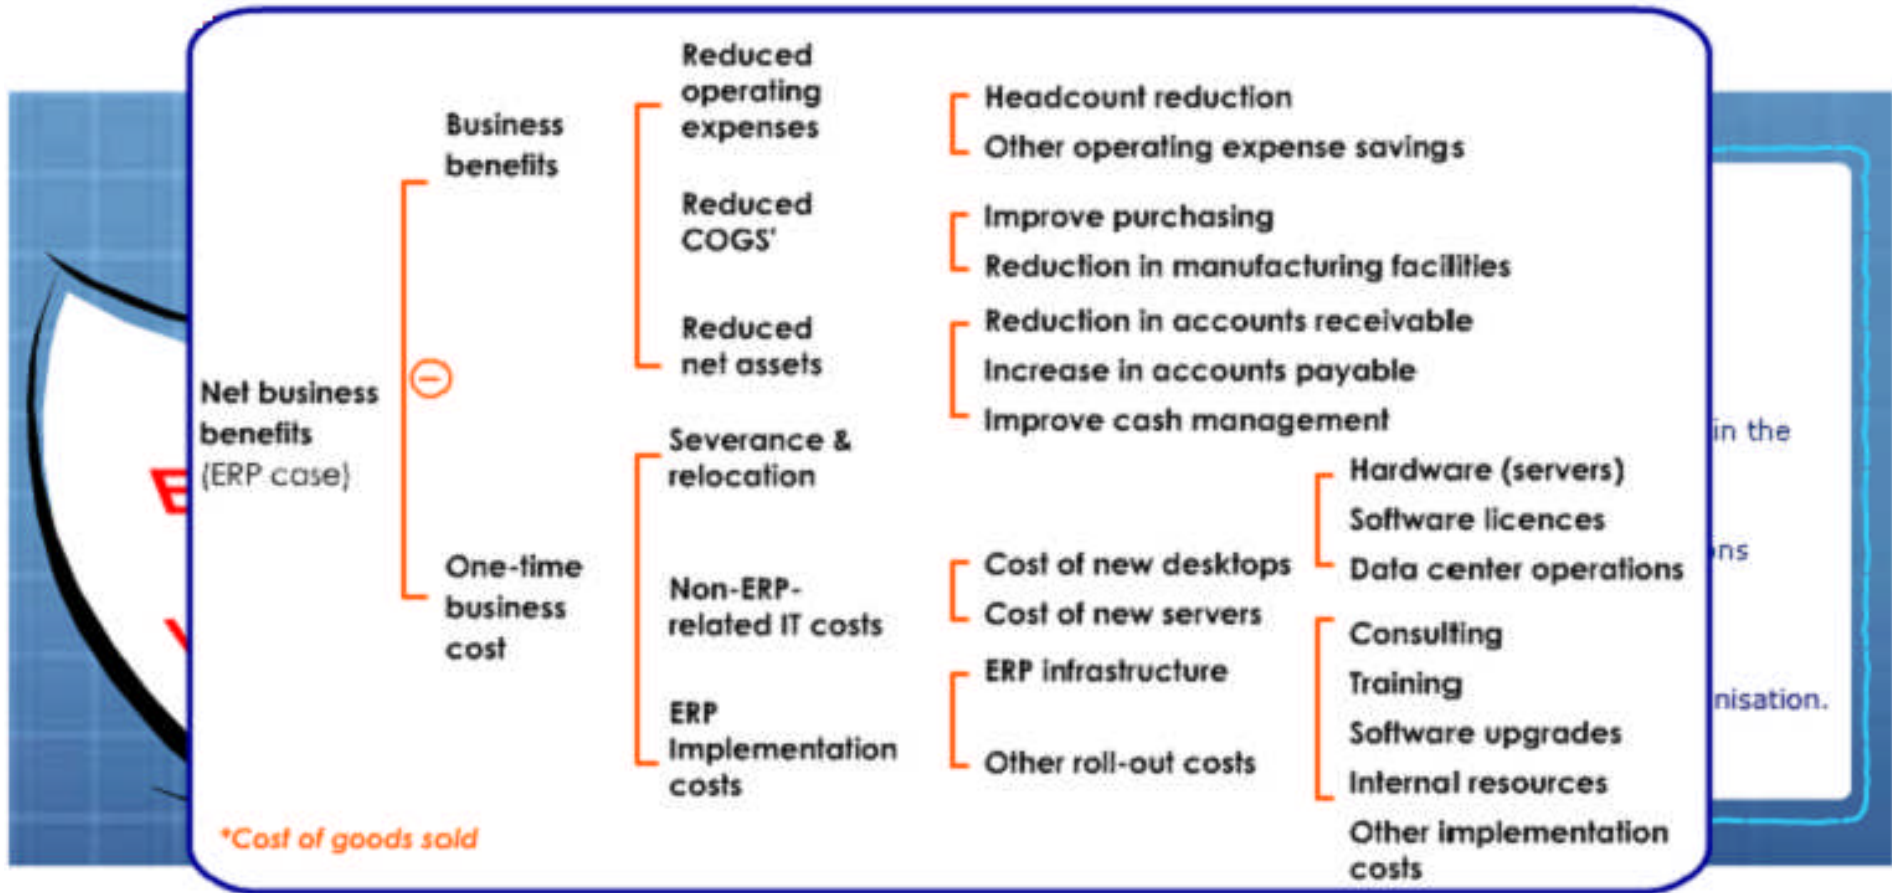 Net business
benefits
(ERP case)
Business
benefits
Reduced
operating
expenses
Headcount reduction
Other operating expense savings
Reduced
COGS'
Improve purchasing
Reduction in manufacturing facilities
Reduced
net assets
Reduction in accounts receivable
Increase in accounts payable
Improve cash management
One-time
business
cost
Severance &
relocation
Non-ERP-
related IT costs
Cost of new desktops
Cost of new servers
ERP
Implementation
costs
ERP infrastructure
Hardware (servers)
Software licences
Data center operations
Other roll-out costs
Consulting
Training
Software upgrades
Internal resources
Other implementation
costs
*Cost of goods sold
in the
nisation.